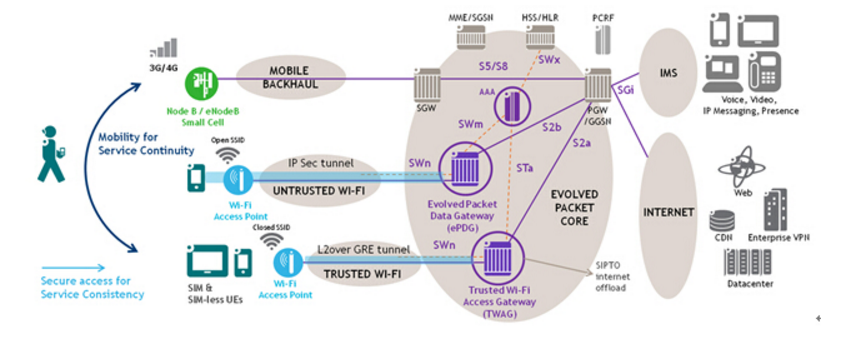 MME/SGSN
HSS/HLR
PCRF
3G/4G
MOBILE
BACKHAUL
S5/S8
SWx
IMS
AAA
SGW
PGW
/GGSN
SGi
Voice, Video,
IP Messaging, Presence
Node B / eNodeB
Small Cell
Mobility for
Service Continuity
Open SSID
SWm
S2b
S2a
IP Sec tunnel
SWn
STa
UNTRUSTED WI-FI
Wi-Fi
Access Point
Evolved Packet
Data Gateway
(ePDG)
EVOLVED
PACKET
CORE
INTERNET
Web
CDN
Enterprise VPN
Closed SSID
L2over GRE tunnel
SWn
TRUSTED WI-FI
Secure access for
Service Consistency
SIM &
SIM-less UEs
Wi-Fi
Access Point
Trusted Wi-Fi
Access Gateway
(TWAG)
SIPTO
internet
offload
Datacenter